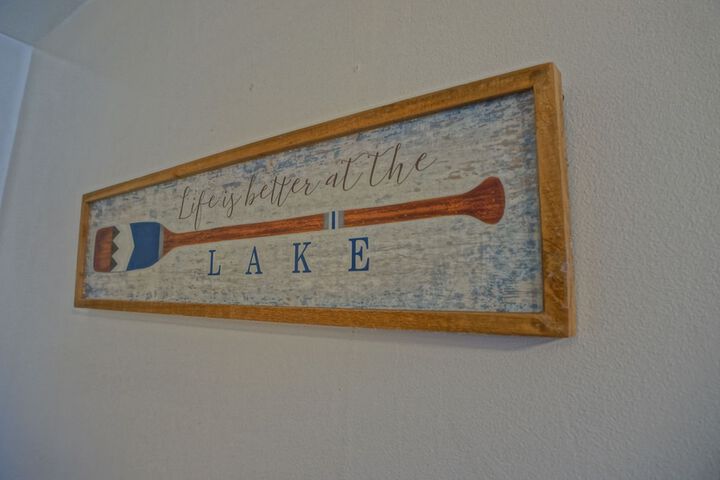 Life is better at the
LAKE